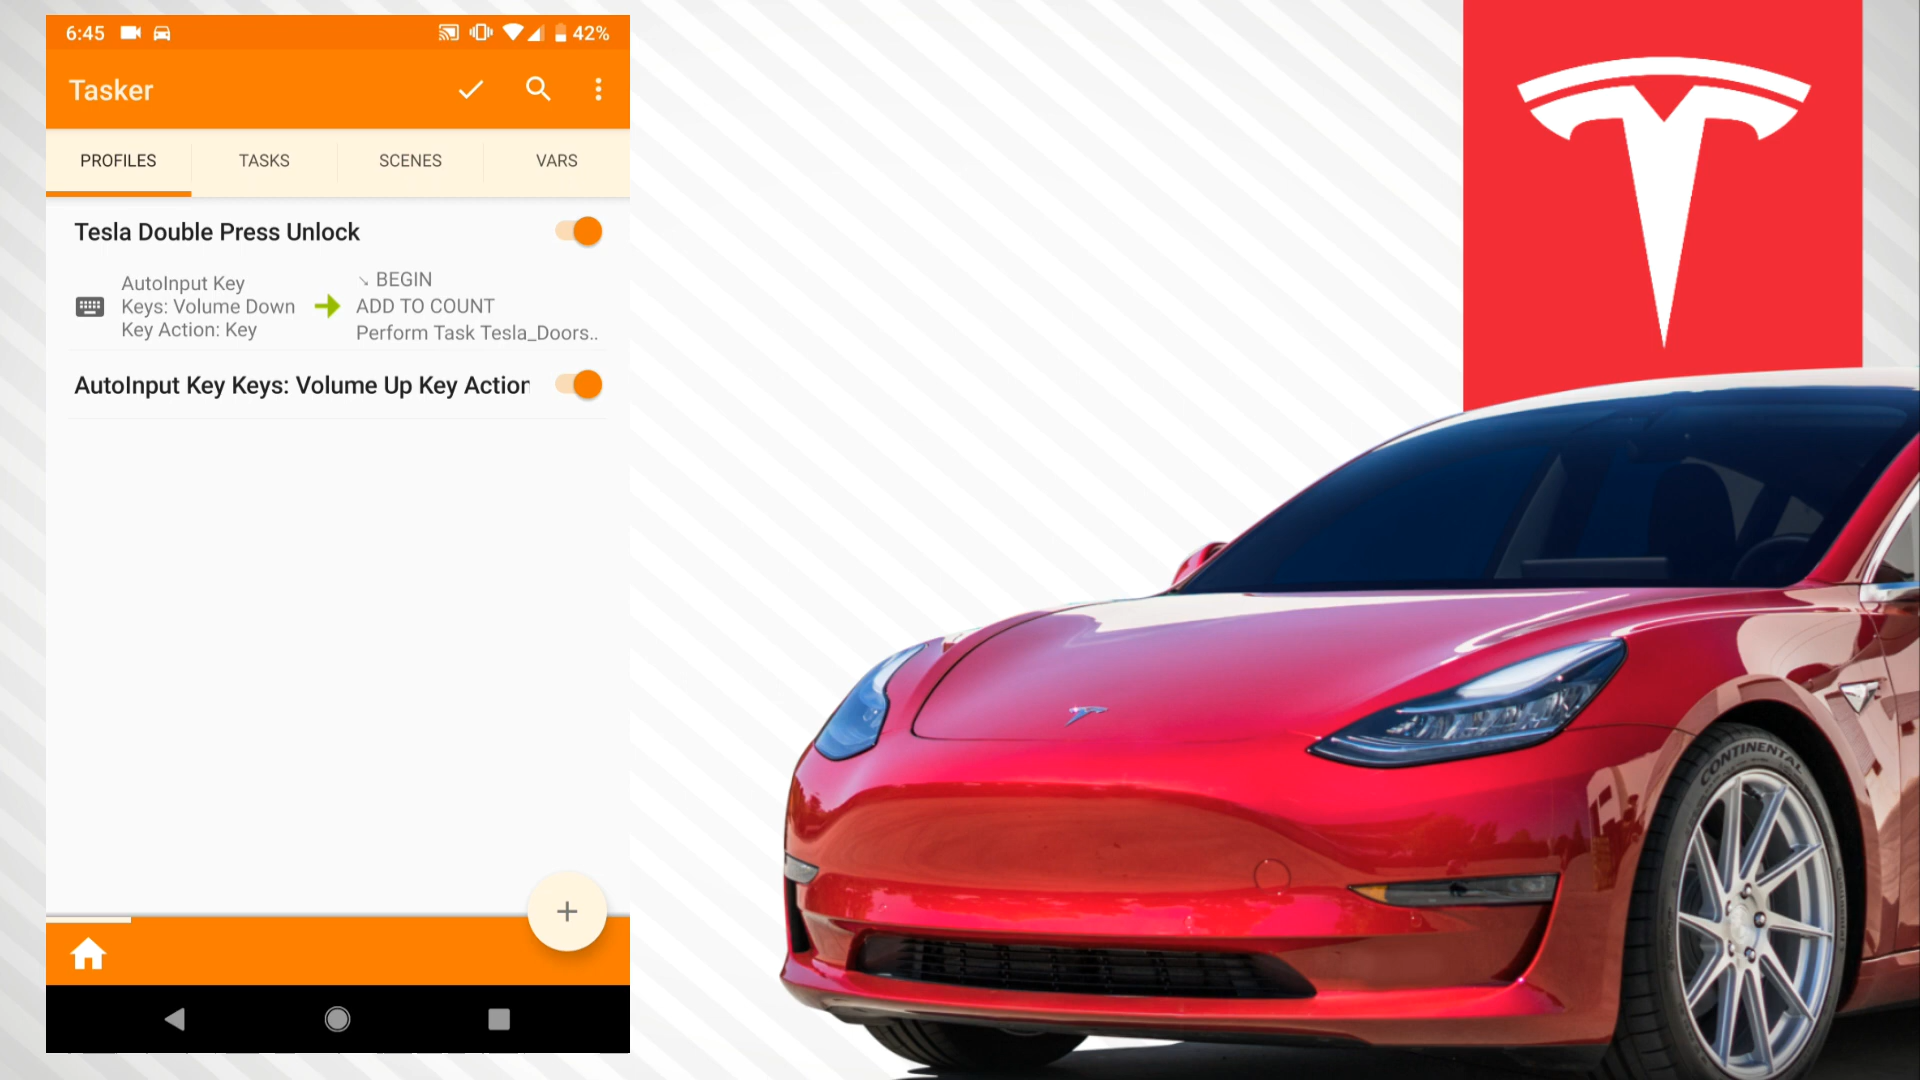 6:45
42%
Tasker
PROFILES
TASKS
SCENES
VARS
Tesla Double Press Unlock
AutoInput Key
Keys: Volume Down
Key Action: Key
BEGIN
ADD TO COUNT
Perform Task Tesla_Doors..
AutoInput Key Keys: Volume Up Key Action
CONTINENTAL